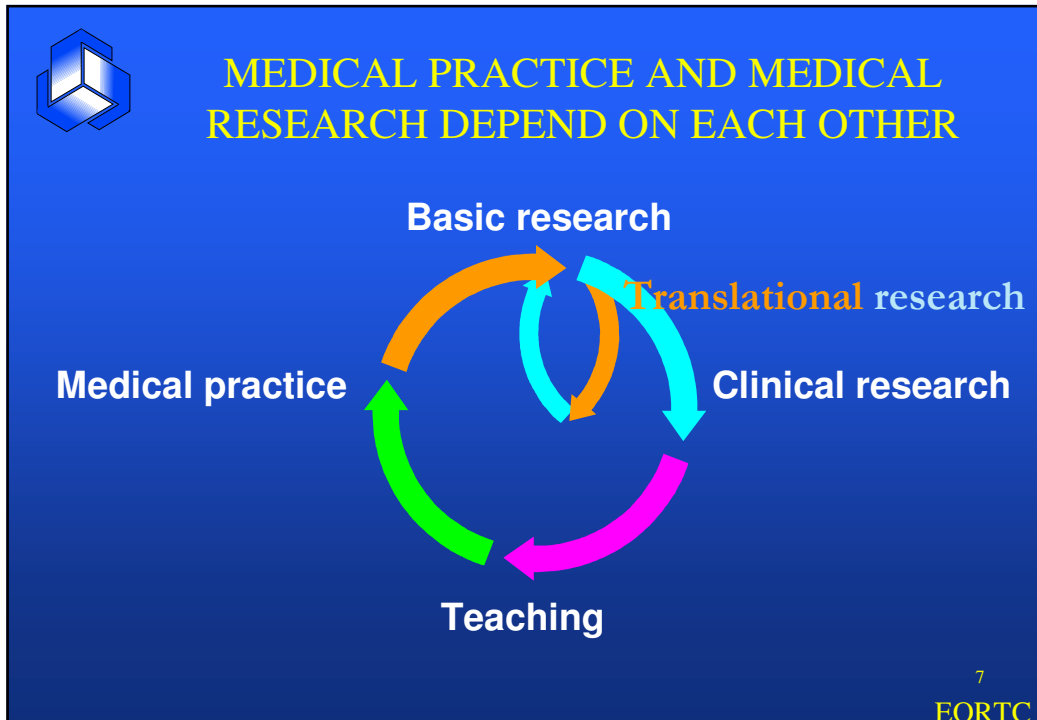 MEDICAL PRACTICE AND MEDICAL
RESEARCH DEPEND ON EACH OTHER
Basic research
Translational research
Medical practice
Clinical research
Teaching
7
EORTC